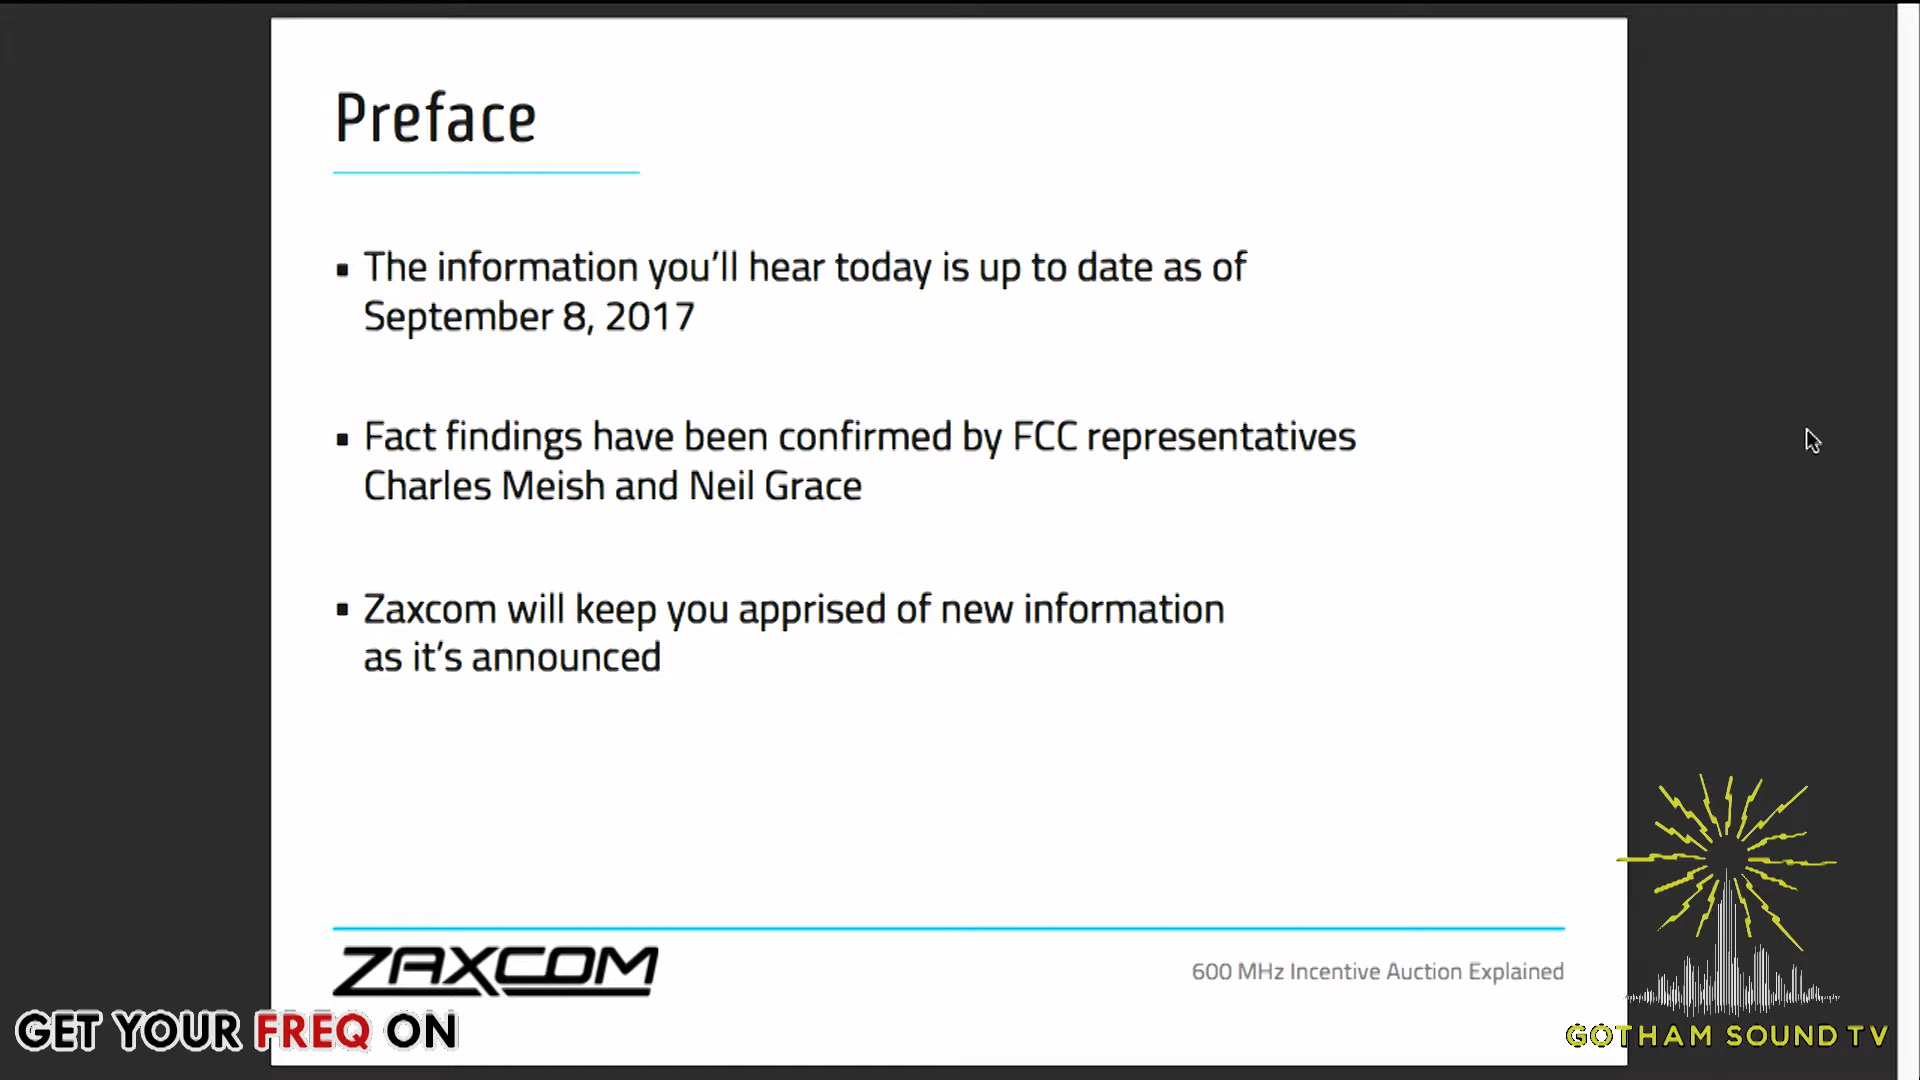 Preface
▪ The information you’ll hear today is up to date as of
September 8, 2017
▪ Fact findings have been confirmed by FCC representatives
Charles Meish and Neil Grace
▪ Zaxcom will keep you apprised of new information
as it’s announced
ZAXCOM
600 MHz Incentive Auction Explained
GET YOUR FREQ ON
GOTHAM SOUND TV